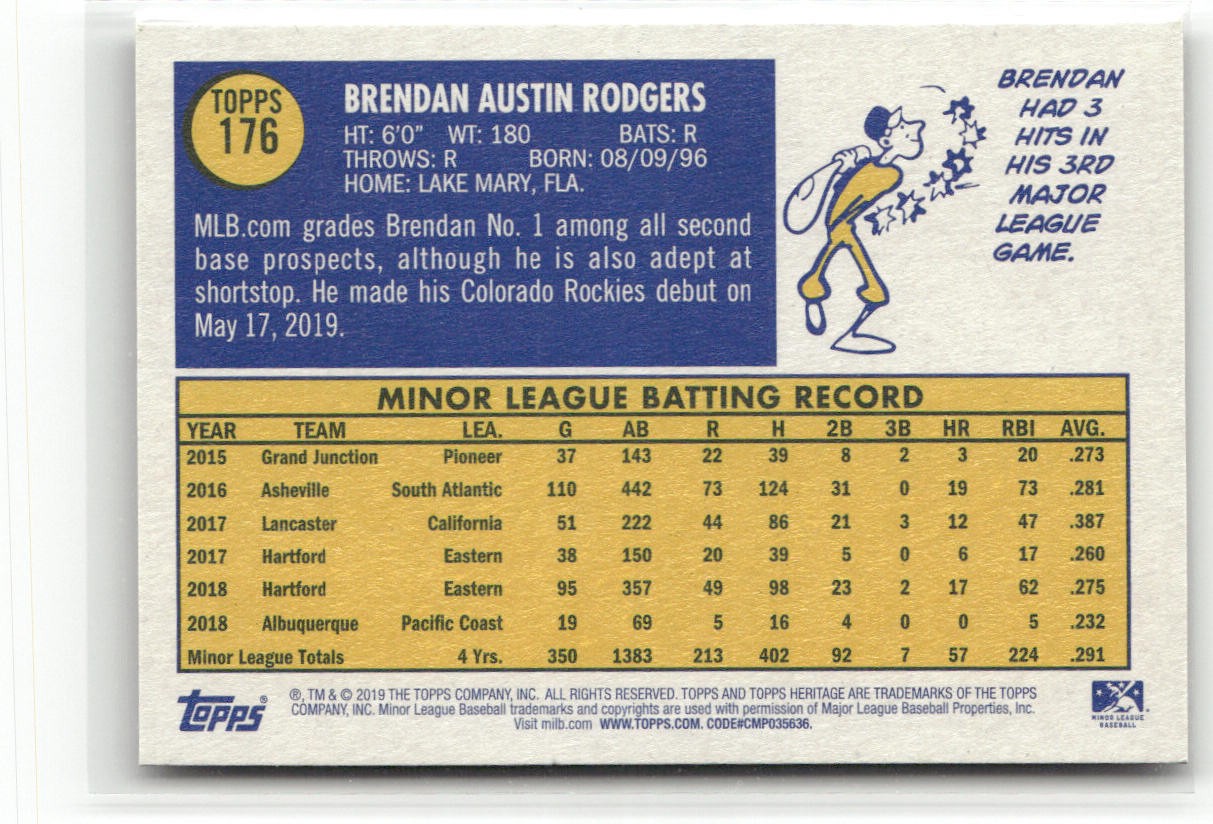 TOPPS
176
BRENDAN AUSTIN RODGERS
HT: 6'0" WT: 180 BATS: R
THROWS: R BORN: 08/09/96
HOME: LAKE MARY, FLA.
MLB.com grades Brendan No. 1 among all second
base prospects, although he is also adept at
shortstop. He made his Colorado Rockies debut on
May 17, 2019.
BRENDAN
HAD 3
HITS IN
HIS 3RD
MAJOR
LEAGUE
GAME.
MINOR LEAGUE BATTING RECORD
YEAR TEAM LEA. G AB R H 2B 3B HR RBI AVG.
2015 Grand Junction Pioneer 37 143 22 39 8 2 3 20 .273
2016 Asheville South Atlantic 110 442 73 124 31 0 19 73 .281
2017 Lancaster California 51 222 44 86 21 3 12 47 .387
2017 Hartford Eastern 38 150 20 39 5 0 6 17 .260
2018 Hartford Eastern 95 357 49 98 23 2 17 62 .275
2018 Albuquerque Pacific Coast 19 69 5 16 4 0 0 5 .232
Minor League Totals 4 Yrs. 350 1383 213 402 92 7 57 224 .291
Topps®
®, TM & © 2019 THE TOPPS COMPANY, INC. ALL RIGHTS RESERVED. TOPPS AND TOPPS HERITAGE ARE TRADEMARKS OF THE TOPPS
COMPANY, INC. Minor League Baseball trademarks and copyrights are used with permission of Major League Baseball Properties, Inc.
Visit milb.com WWW.TOPPS.COM. CODE#CMP035636.
MINOR LEAGUE
BASEBALL